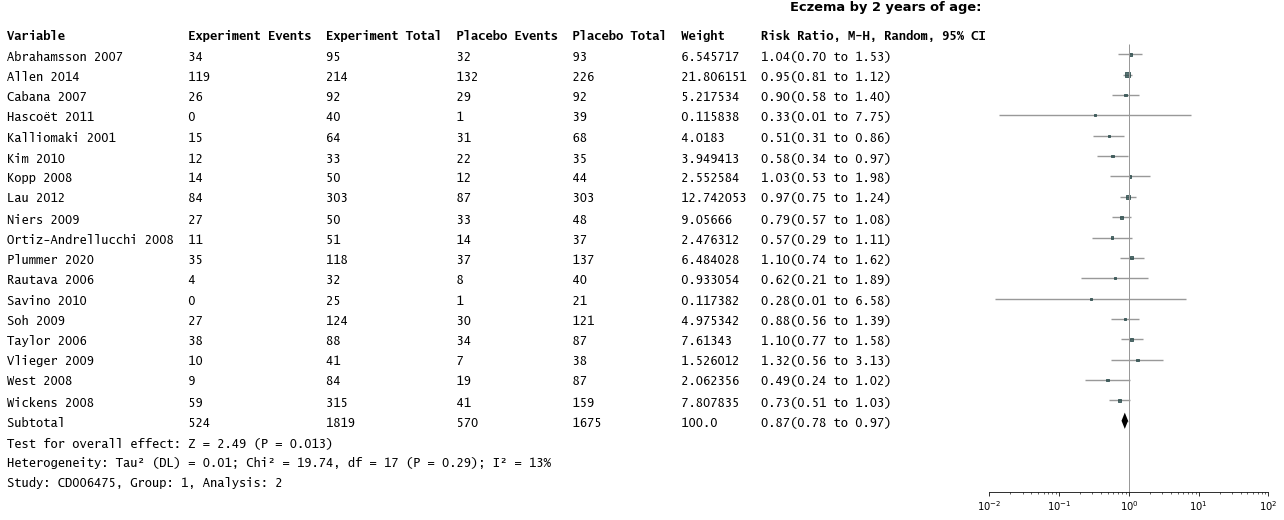 Eczema by 2 years of age:
Variable Experiment Events Experiment Total Placebo Events Placebo Total Weight Risk Ratio, M-H, Random, 95% CI
Abrahamsson 2007 34 95 32 93 6.545717 1.04(0.70 to 1.53)
Allen 2014 119 214 132 226 21.806151 0.95(0.81 to 1.12)
Cabana 2007 26 92 29 92 5.217534 0.90(0.58 to 1.40)
Hascoët 2011 0 40 1 39 0.115838 0.33(0.01 to 7.75)
Kalliomaki 2001 15 64 31 68 4.0183 0.51(0.31 to 0.86)
Kim 2010 12 33 22 35 3.949413 0.58(0.34 to 0.97)
Kopp 2008 14 50 12 44 2.552584 1.03(0.53 to 1.98)
Lau 2012 84 303 87 303 12.742053 0.97(0.75 to 1.24)
Niers 2009 27 50 33 48 9.05666 0.79(0.57 to 1.08)
Ortiz-Andrellucchi 2008 11 51 14 37 2.476312 0.57(0.29 to 1.11)
Plummer 2020 35 118 37 137 6.484028 1.10(0.74 to 1.62)
Rautava 2006 4 32 8 40 0.933054 0.62(0.21 to 1.89)
Savino 2010 0 25 1 21 0.117382 0.28(0.01 to 6.58)
Soh 2009 27 124 30 121 4.975342 0.88(0.56 to 1.39)
Taylor 2006 38 88 34 87 7.61343 1.10(0.77 to 1.58)
Vlieger 2009 10 41 7 38 1.526012 1.32(0.56 to 3.13)
West 2008 9 84 19 87 2.062356 0.49(0.24 to 1.02)
Wickens 2008 59 315 41 159 7.807835 0.73(0.51 to 1.03)
Subtotal 524 1819 570 1675 100.0 0.87(0.78 to 0.97)
Test for overall effect: Z = 2.49 (P = 0.013)
Heterogeneity: Tau² (DL) = 0.01; Chi² = 19.74, df = 17 (P = 0.29); I² = 13%
Study: CD006475, Group: 1, Analysis: 2
10⁻² 10⁻¹ 10⁰ 10¹ 10²